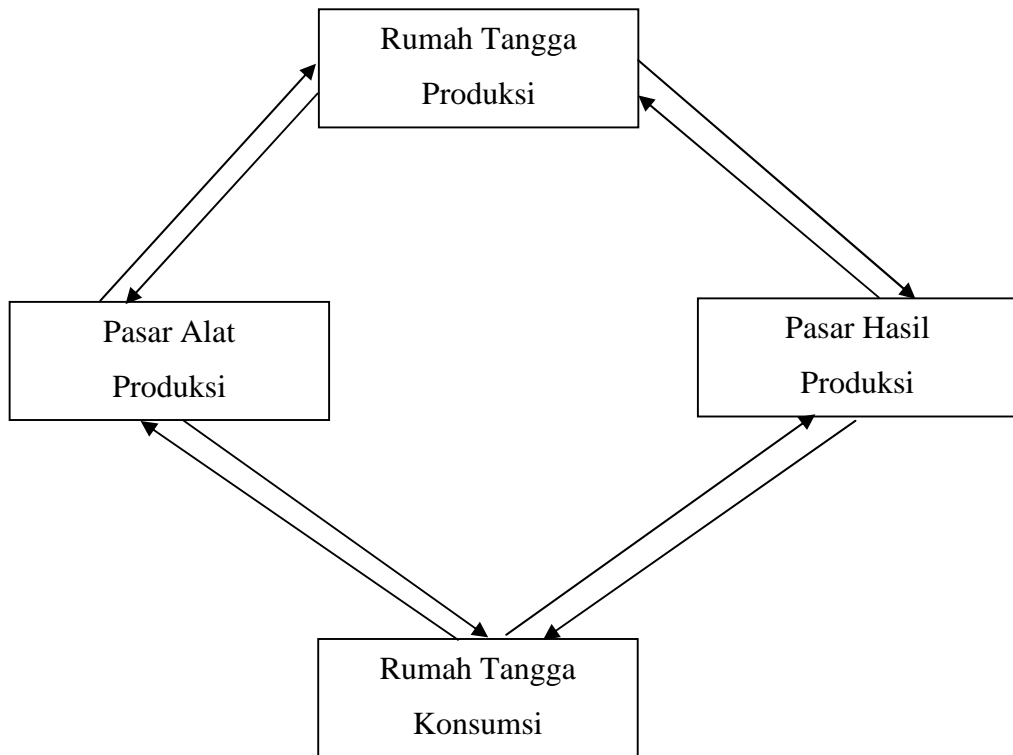 Rumah Tangga
Produksi
Pasar Alat
Produksi
Pasar Hasil
Produksi
Rumah Tangga
Konsumsi